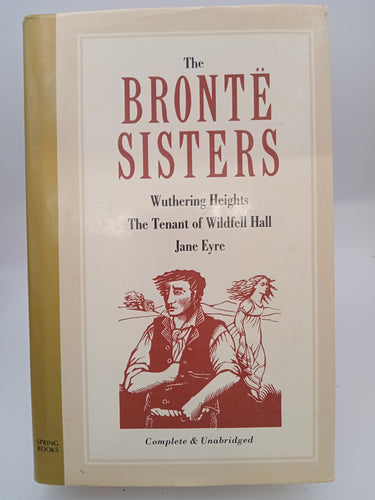 The
BRONTË
SISTERS
Wuthering Heights
The Tenant of Wildfell Hall
Jane Eyre
Complete & Unabridged
SPRING
BOOKS